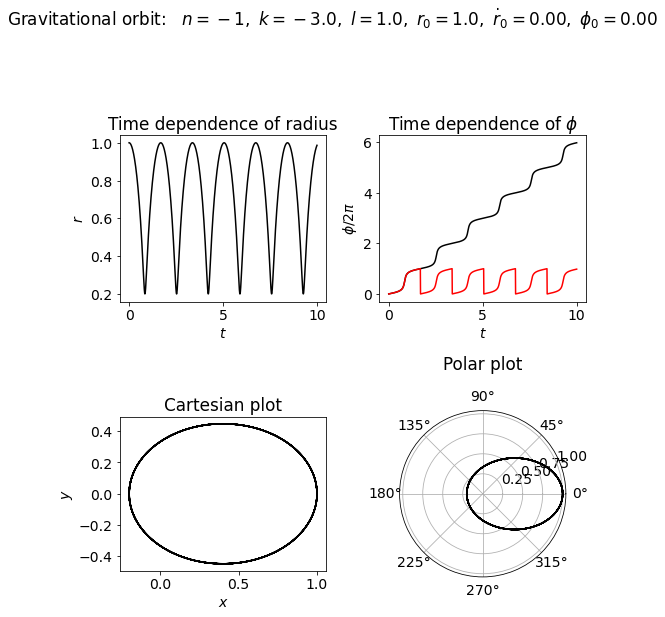 Gravitational orbit: n = −1, k = −3.0, l = 1.0, r₀ = 1.0, ṙ₀ = 0.00, ϕ₀ = 0.00
Time dependence of radius
1.0
0.8
0.6
0.4
0.2
r
0 5 10
t
Time dependence of ϕ
6
4
2
0
ϕ/2π
0 5 10
t
Cartesian plot
0.4
0.2
0.0
−0.2
−0.4
y
0.0 0.5 1.0
x
Polar plot
90°
135° 45°
1.00
0.75
0.50
0.25
180° 0°
225° 315°
270°